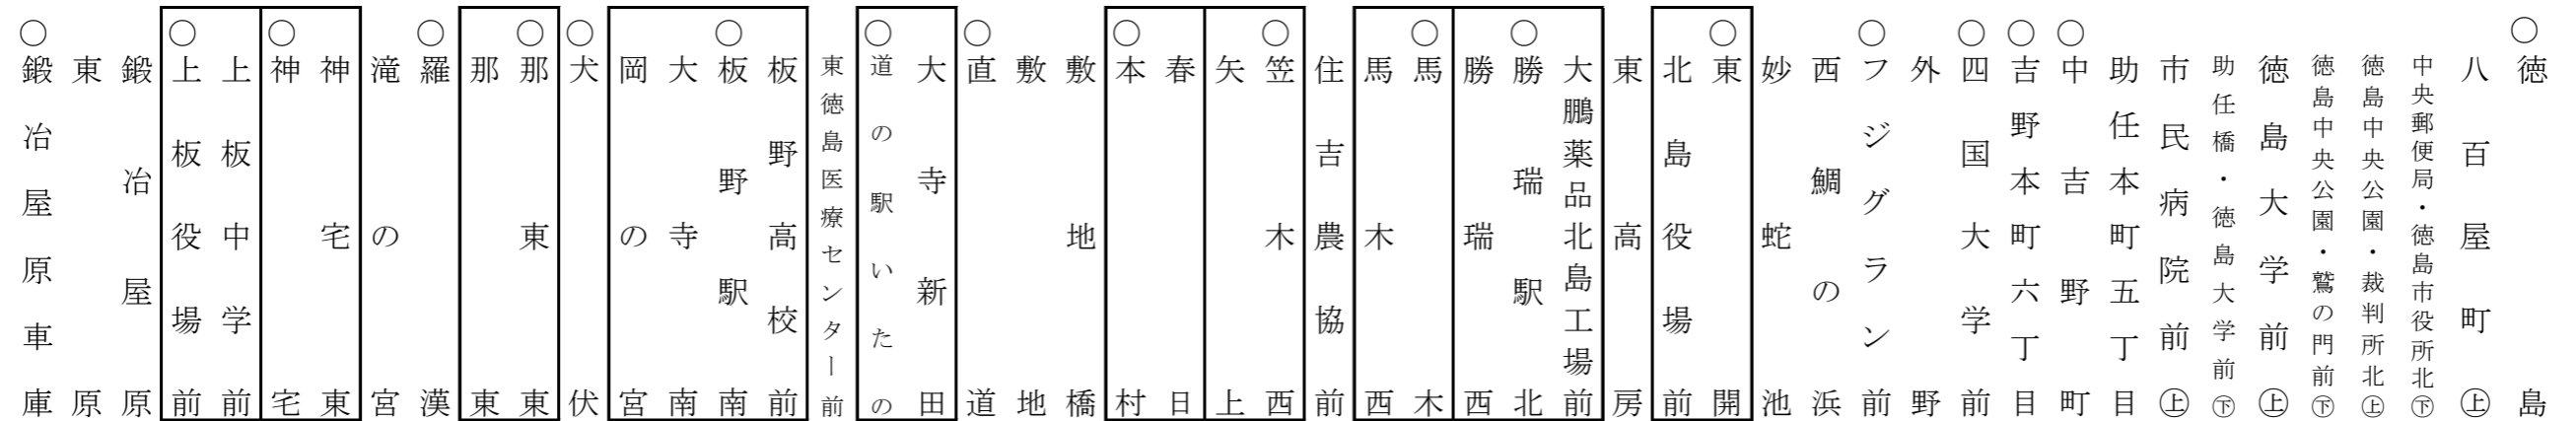 ○徳島
八百屋町㊤
中央郵便局・徳島市役所北㊦
徳島中央公園・裁判所北㊤
徳島中央公園・鷲の門前㊦
徳島大学前㊤
助任橋・徳島大学前㊦
市民病院前㊤
助任本町五丁目
○中吉野町
○吉野本町六丁目
○四国大学前
外野
○フジグラン前
西鯛の浜
妙蛇池
○東開
北島役場前
東高房
大鵬薬品北島工場前
○勝瑞駅北
勝瑞西
○馬木
馬木西
住吉農協前
○笠木西
矢上
春日
○本村
敷地橋
敷地
○直道
大寺新田
○道の駅いたの
東徳島医療センター前
板野高校前
○板野駅南
大寺南
岡の宮
○犬伏
○那東東
那東
○羅漢
滝の宮
神宅東
○神宅
上板中学前
○上板役場前
鍛冶屋原
東原
○鍛冶屋原車庫